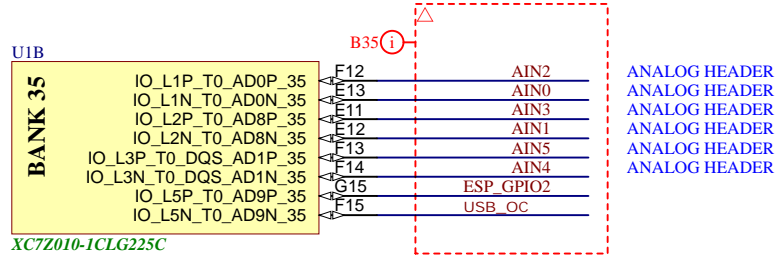 B35 i
U1B
BANK 35
IO_L1P_T0_AD0P_35 F12 AIN2 ANALOG HEADER
IO_L1N_T0_AD0N_35 E13 AIN0 ANALOG HEADER
IO_L2P_T0_AD8P_35 E11 AIN3 ANALOG HEADER
IO_L2N_T0_AD8N_35 E12 AIN1 ANALOG HEADER
IO_L3P_T0_DQS_AD1P_35 F13 AIN5 ANALOG HEADER
IO_L3N_T0_DQS_AD1N_35 F14 AIN4 ANALOG HEADER
IO_L5P_T0_AD9P_35 G15 ESP_GPIO2
IO_L5N_T0_AD9N_35 F15 USB_OC
XC7Z010-1CLG225C